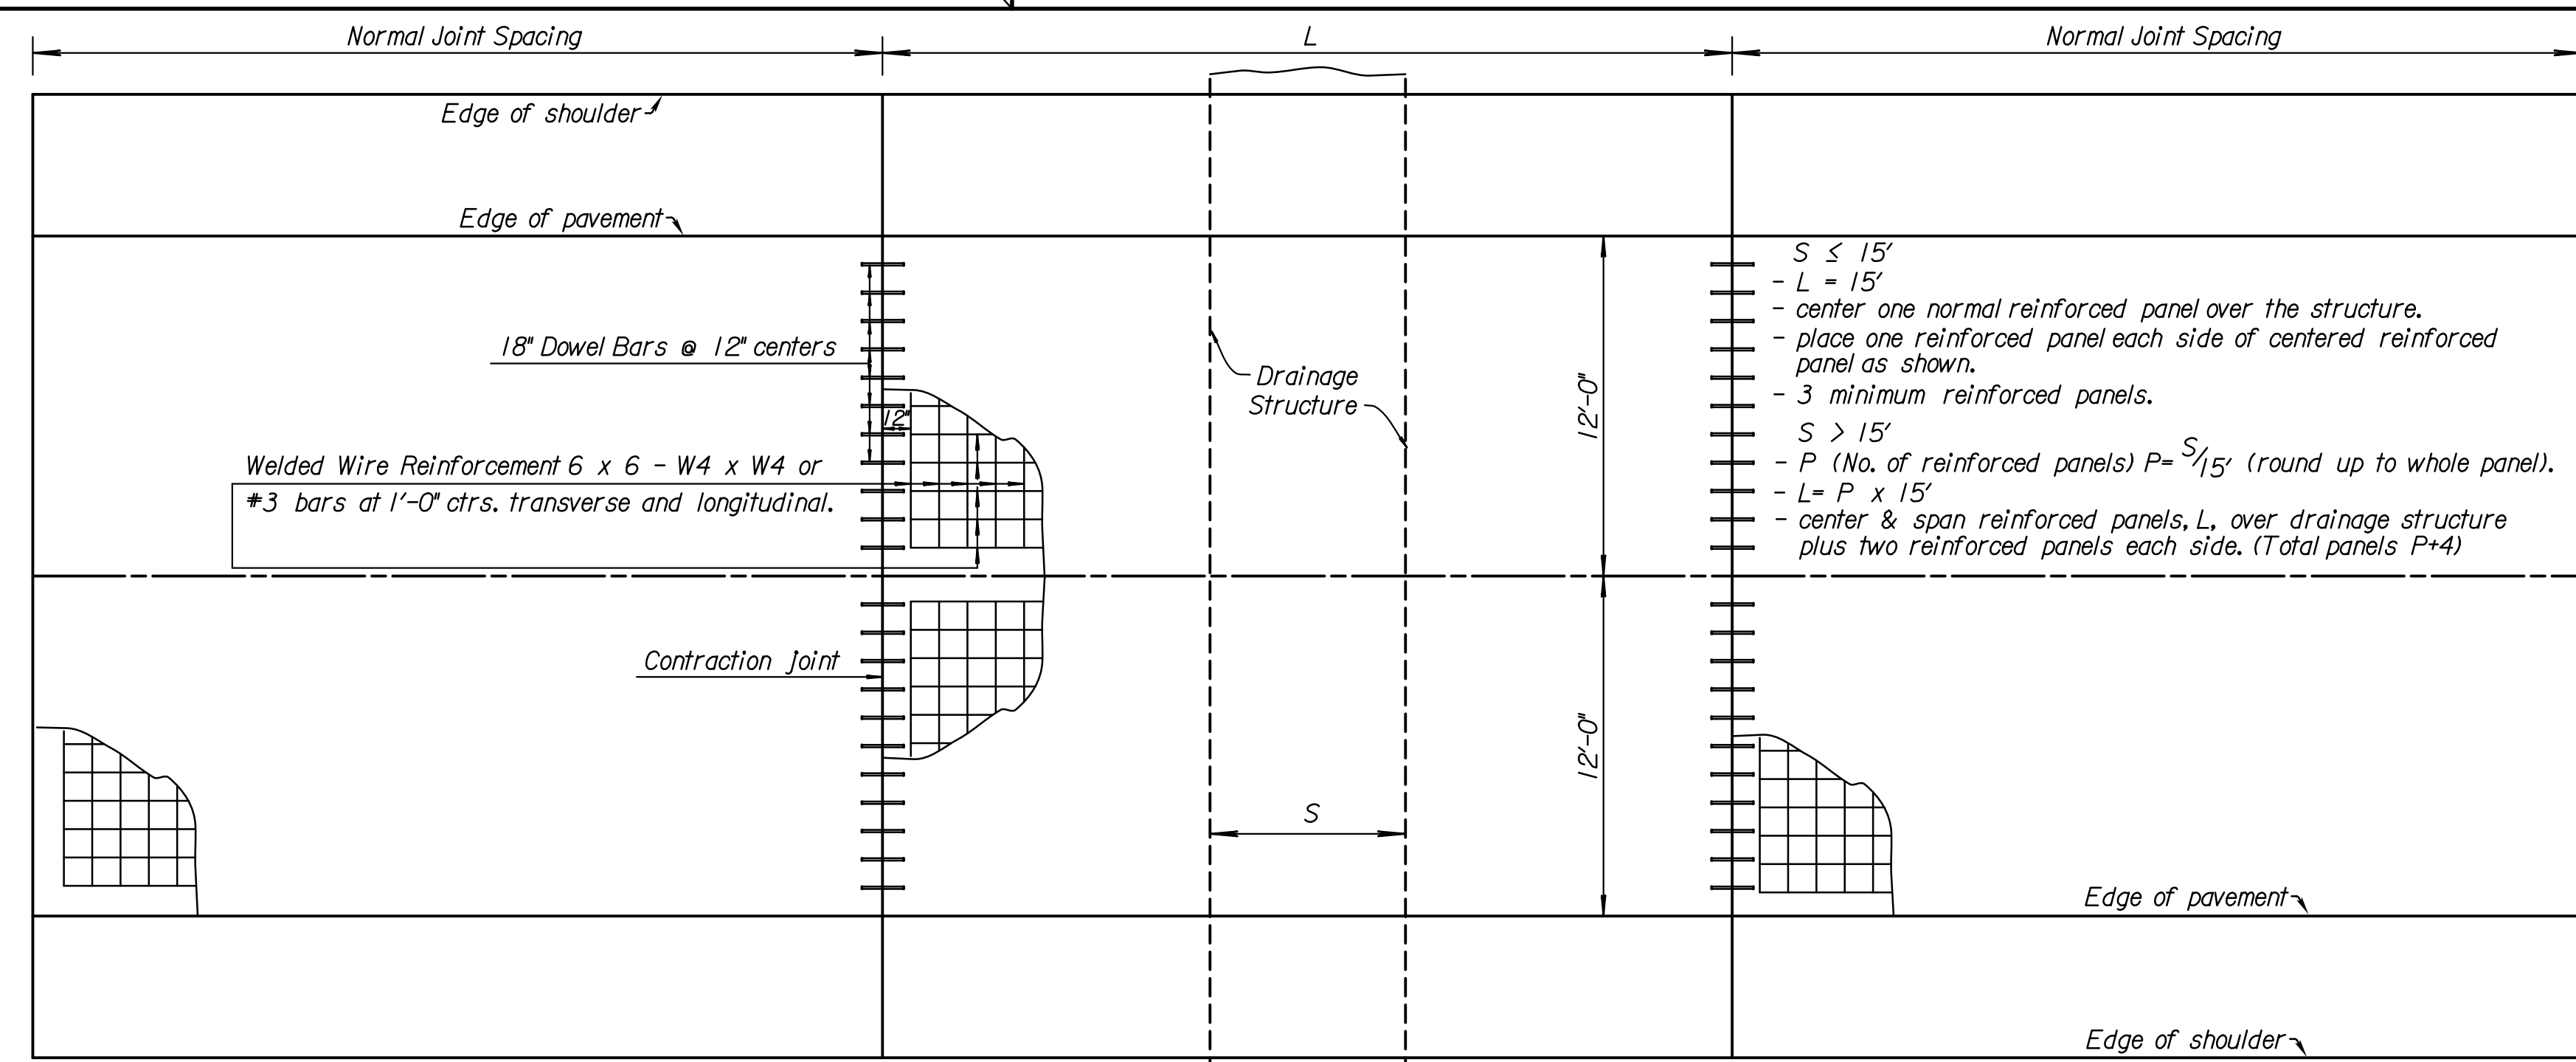 Normal Joint Spacing
L
Normal Joint Spacing
Edge of shoulder
Edge of pavement
18" Dowel Bars @ 12" centers
12"
Welded Wire Reinforcement 6 x 6 - W4 x W4 or
#3 bars at 1'-0" ctrs. transverse and longitudinal.
Contraction joint
Drainage
Structure
S
12'-0"
12'-0"
S ≤ 15'
- L = 15'
- center one normal reinforced panel over the structure.
- place one reinforced panel each side of centered reinforced
panel as shown.
- 3 minimum reinforced panels.
S > 15'
- P (No. of reinforced panels) P= S/15' (round up to whole panel).
- L= P x 15'
- center & span reinforced panels, L, over drainage structure
plus two reinforced panels each side. (Total panels P+4)
Edge of pavement
Edge of shoulder